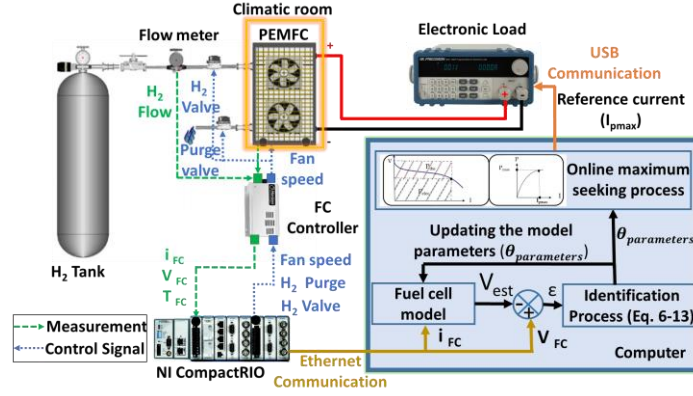 Climatic room
PEMFC
Flow meter
Electronic Load
USB
Communication
Reference current
(I_pmax)
H2
Flow
H2
Valve
Purge
valve
+
-
Fan
speed
FC
Controller
H2 Tank
i FC
V FC
T FC
Fan speed
H2 Purge
H2 Valve
Measurement
Control Signal
NI CompactRIO
Ethernet
Communication
Online maximum
seeking process
Updating the model
parameters (θparameters)
θparameters
Fuel cell
model
Vest
-
+
ε
Identification
Process (Eq. 6-13)
i FC
V FC
Computer